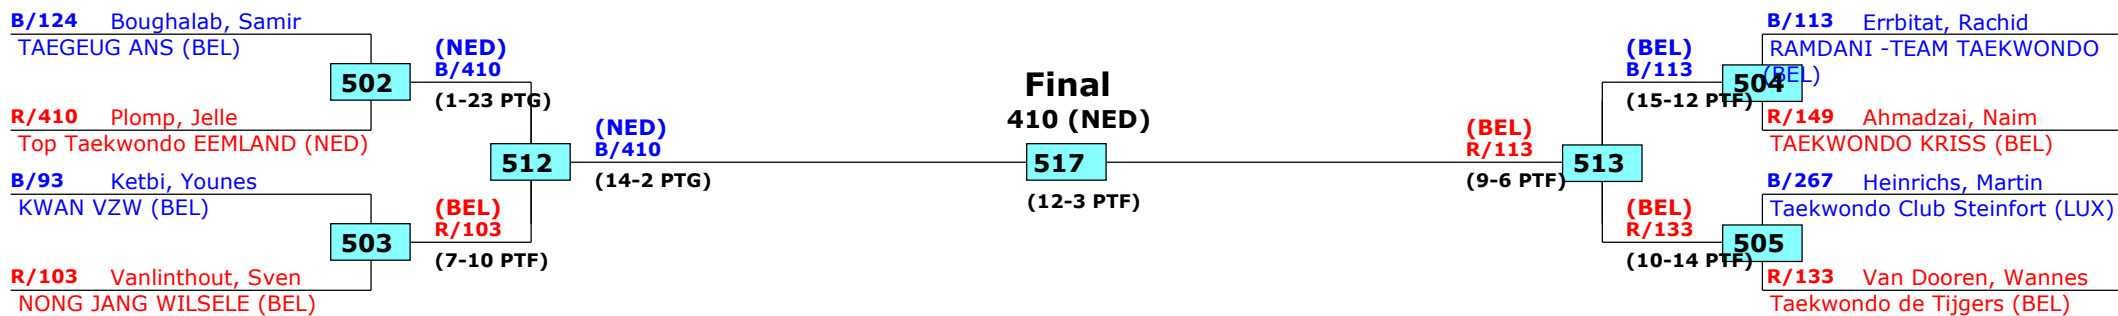 B/124 Boughalab, Samir
TAEGEUG ANS (BEL)
502
R/410 Plomp, Jelle
Top Taekwondo EEMLAND (NED)
B/93 Ketbi, Younes
KWAN VZW (BEL)
503
R/103 Vanlinthout, Sven
NONG JANG WILSELE (BEL)
(NED)
B/410
(1-23 PTG)
512
(BEL)
R/103
(7-10 PTF)
(NED)
B/410
(14-2 PTG)
Final
410 (NED)
517
(12-3 PTF)
(BEL)
R/113
(9-6 PTF)
513
(BEL)
B/113
(15-12 PTF)
(BEL)
R/133
(10-14 PTF)
B/113 Errbitat, Rachid
RAMDANI -TEAM TAEKWONDO
(BEL)
504
R/149 Ahmadzai, Naim
TAEKWONDO KRISS (BEL)
B/267 Heinrichs, Martin
Taekwondo Club Steinfort (LUX)
505
R/133 Van Dooren, Wannes
Taekwondo de Tijgers (BEL)